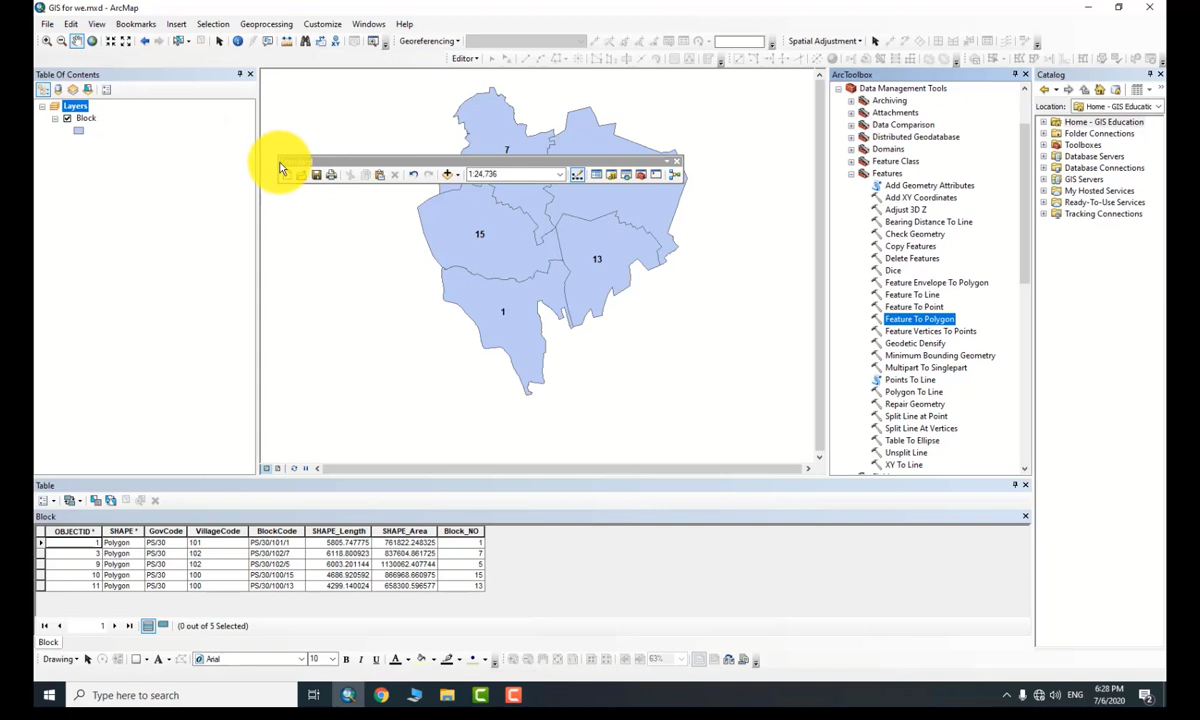 GIS for we.mxd - ArcMap
File Edit View Bookmarks Insert Selection Geoprocessing Customize Windows Help
Georeferencing
Spatial Adjustment
Editor
Table Of Contents
Layers
Block
1:24,736
7
15
13
1
ArcToolbox
Data Management Tools
Archiving
Attachments
Data Comparison
Distributed Geodatabase
Domains
Feature Class
Features
Add Geometry Attributes
Add XY Coordinates
Adjust 3D Z
Bearing Distance To Line
Check Geometry
Copy Features
Delete Features
Dice
Feature Envelope To Polygon
Feature To Line
Feature To Point
Feature To Polygon
Feature Vertices To Points
Geodetic Densify
Minimum Bounding Geometry
Multipart To Singlepart
Points To Line
Polygon To Line
Repair Geometry
Split Line at Point
Split Line At Vertices
Table To Ellipse
Unsplit Line
XY To Line
Catalog
Location: Home - GIS Educatic
Home - GIS Education
Folder Connections
Toolboxes
Database Servers
Database Connections
GIS Servers
My Hosted Services
Ready-To-Use Services
Tracking Connections
Table
Block
OBJECTID * SHAPE * GovCode VillageCode BlockCode SHAPE_Length SHAPE_Area Block_NO
1 Polygon PS/30 101 PS/30/101/1 5805.747775 761822.248325 1
3 Polygon PS/30 102 PS/30/102/7 6118.800923 837604.861725 7
9 Polygon PS/30 102 PS/30/102/5 6003.201144 1130062.407744 5
10 Polygon PS/30 100 PS/30/100/15 4686.920592 866968.660975 15
11 Polygon PS/30 100 PS/30/100/13 4299.140024 658300.596577 13
1 (0 out of 5 Selected)
Block
Drawing A Arial 10 B I U A 63%
Type here to search
ENG
6:28 PM
7/6/2020
2